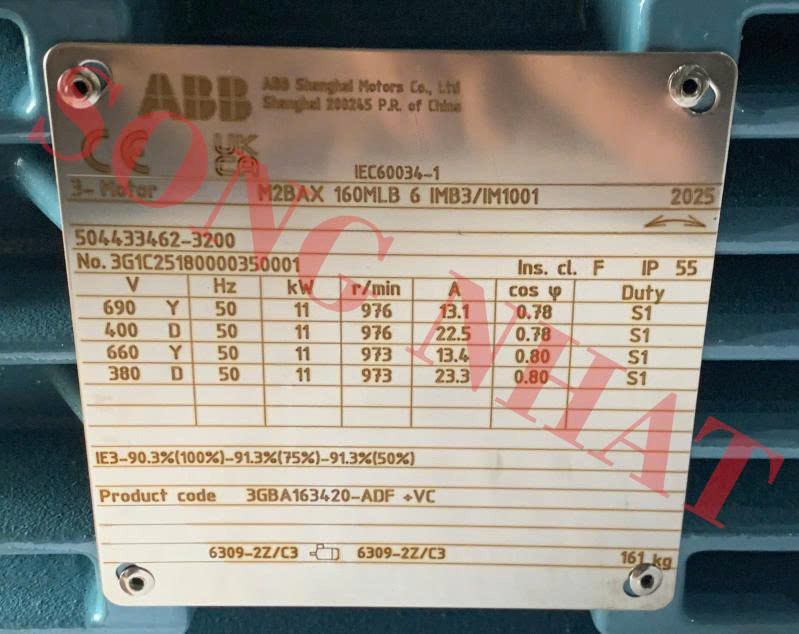 ABB
ABB Shanghai Motors Co., Ltd
Shanghai 200245 P.R. of China
CE UK CA
IEC60034-1
3~ Motor M2BAX 160MLB 6 IMB3/IM1001 2025
504433462-3200
No. 3G1C25180000350001 Ins. cl. F IP 55
V Hz kW r/min A cos φ Duty
690 Y 50 11 976 13.1 0.78 S1
400 D 50 11 976 22.5 0.78 S1
660 Y 50 11 973 13.4 0.80 S1
380 D 50 11 973 23.3 0.80 S1
IE3-90.3%(100%)-91.3%(75%)-91.3%(50%)
Product code 3GBA163420-ADF +VC
6309-2Z/C3 6309-2Z/C3 161 kg
SONG NHAT